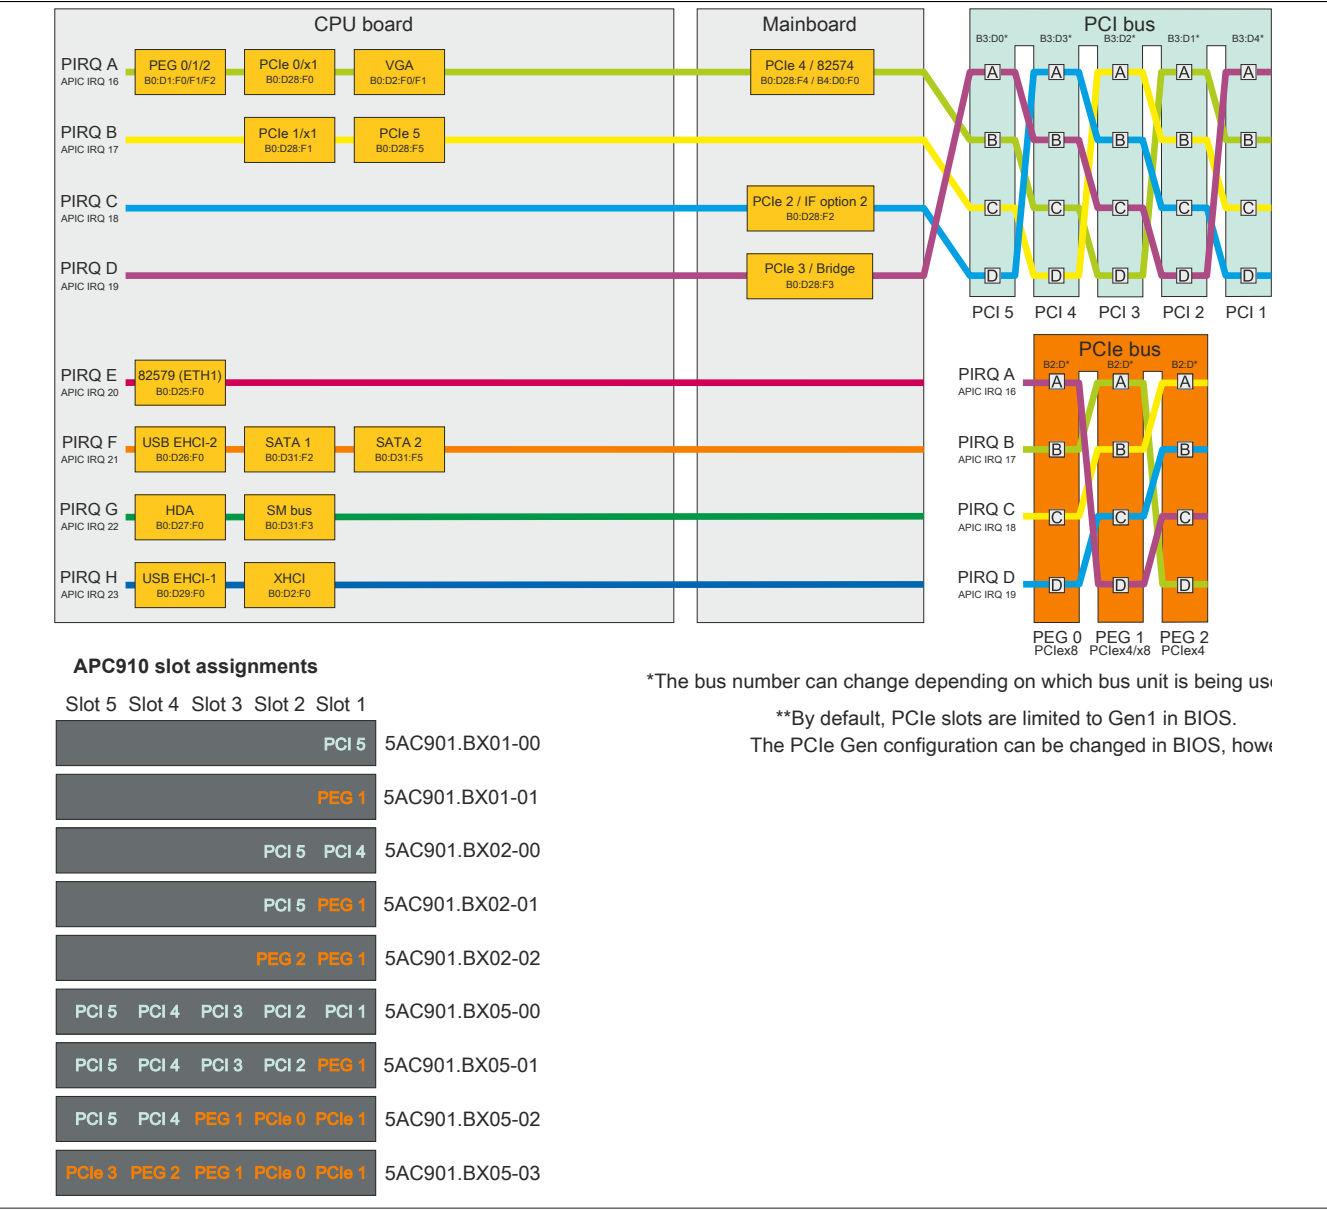 CPU board
Mainboard
PCI bus
B3:D0* B3:D3* B3:D2* B3:D1* B3:D4*
PIRQ A
APIC IRQ 16
PEG 0/1/2
B0:D1:F0/F1/F2
PCIe 0/x1
B0:D28:F0
VGA
B0:D2:F0/F1
PCIe 4 / 82574
B0:D28:F4 / B4:D0:F0
A A A A A
PIRQ B
APIC IRQ 17
PCIe 1/x1
B0:D28:F1
PCIe 5
B0:D28:F5
B B B B B
PIRQ C
APIC IRQ 18
PCIe 2 / IF option 2
B0:D28:F2
C C C C C
PIRQ D
APIC IRQ 19
PCIe 3 / Bridge
B0:D28:F3
D D D D D
PCI 5 PCI 4 PCI 3 PCI 2 PCI 1
PIRQ E
APIC IRQ 20
82579 (ETH1)
B0:D25:F0
PIRQ F
APIC IRQ 21
USB EHCI-2
B0:D26:F0
SATA 1
B0:D31:F2
SATA 2
B0:D31:F5
PIRQ G
APIC IRQ 22
HDA
B0:D27:F0
SM bus
B0:D31:F3
PIRQ H
APIC IRQ 23
USB EHCI-1
B0:D29:F0
XHCI
B0:D2:F0
PCIe bus
B2:D* B2:D* B2:D*
PIRQ A
APIC IRQ 16
A A A
PIRQ B
APIC IRQ 17
B B B
PIRQ C
APIC IRQ 18
C C C
PIRQ D
APIC IRQ 19
D D D
PEG 0 PEG 1 PEG 2
PCIex8 PCIex4/x8 PCIex4
*The bus number can change depending on which bus unit is being us
**By default, PCIe slots are limited to Gen1 in BIOS.
The PCIe Gen configuration can be changed in BIOS, howe
APC910 slot assignments
Slot 5 Slot 4 Slot 3 Slot 2 Slot 1
PCI 5 5AC901.BX01-00
PEG 1 5AC901.BX01-01
PCI 5 PCI 4 5AC901.BX02-00
PCI 5 PEG 1 5AC901.BX02-01
PEG 2 PEG 1 5AC901.BX02-02
PCI 5 PCI 4 PCI 3 PCI 2 PCI 1 5AC901.BX05-00
PCI 5 PCI 4 PCI 3 PCI 2 PEG 1 5AC901.BX05-01
PCI 5 PCI 4 PEG 1 PCIe 0 PCIe 1 5AC901.BX05-02
PCIe 3 PEG 2 PEG 1 PCIe 0 PCIe 1 5AC901.BX05-03